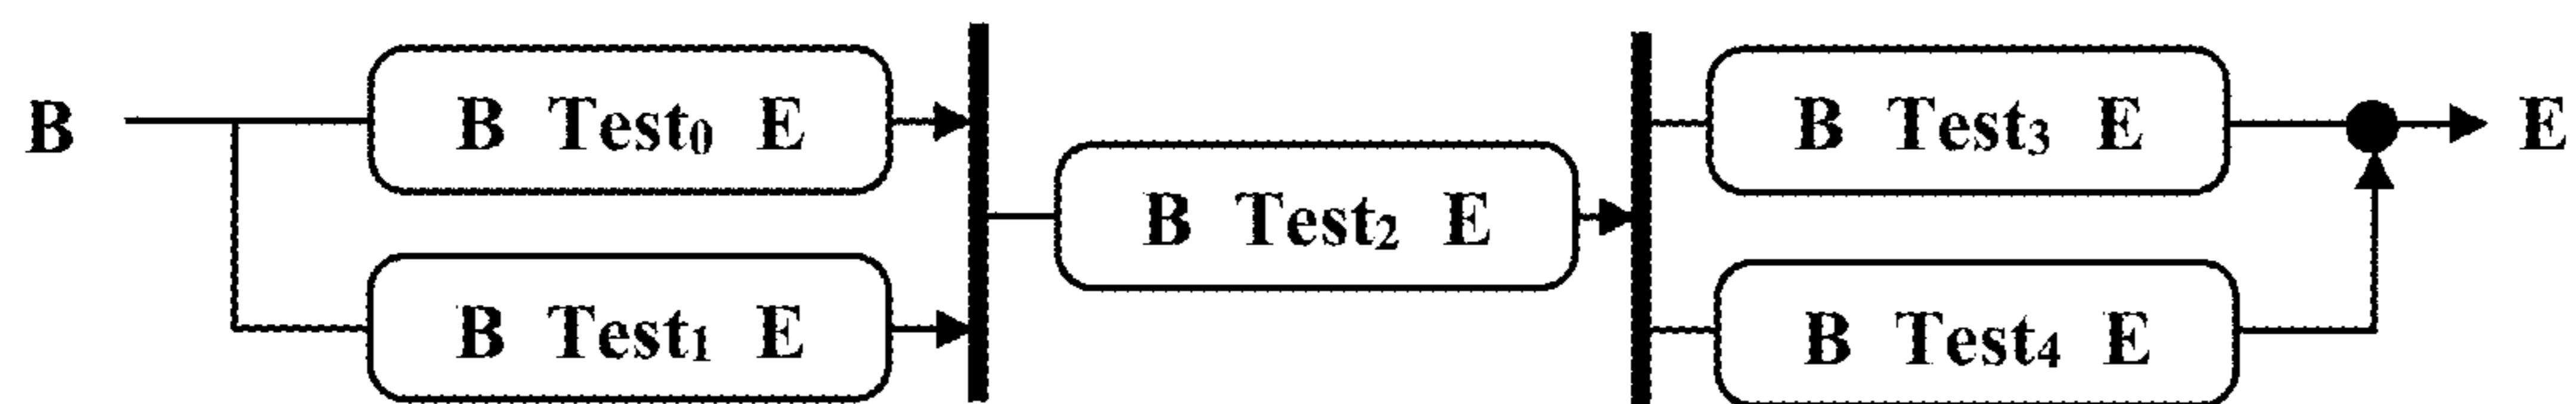 B
B Test₀ E
B Test₁ E
B Test₂ E
B Test₃ E
B Test₄ E
E